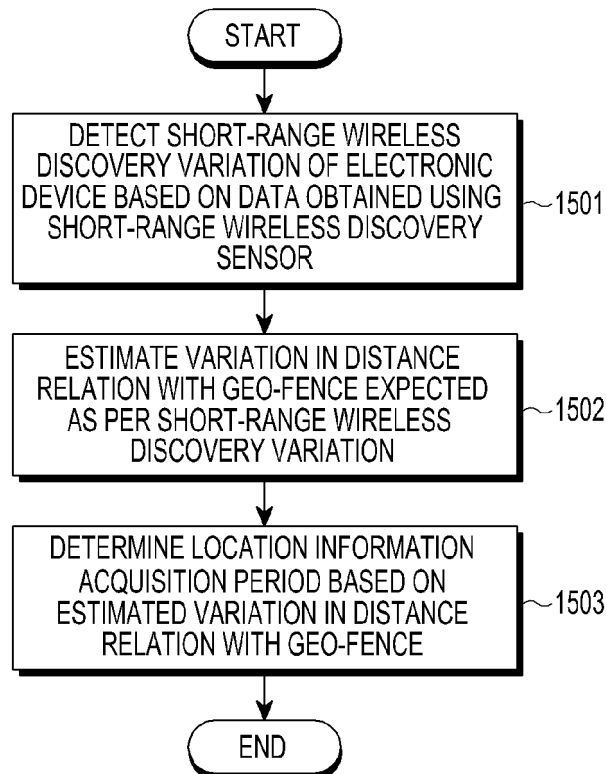 START
DETECT SHORT-RANGE WIRELESS
DISCOVERY VARIATION OF ELECTRONIC
DEVICE BASED ON DATA OBTAINED USING
SHORT-RANGE WIRELESS DISCOVERY
SENSOR
1501
ESTIMATE VARIATION IN DISTANCE
RELATION WITH GEO-FENCE EXPECTED
AS PER SHORT-RANGE WIRELESS
DISCOVERY VARIATION
1502
DETERMINE LOCATION INFORMATION
ACQUISITION PERIOD BASED ON
ESTIMATED VARIATION IN DISTANCE
RELATION WITH GEO-FENCE
1503
END